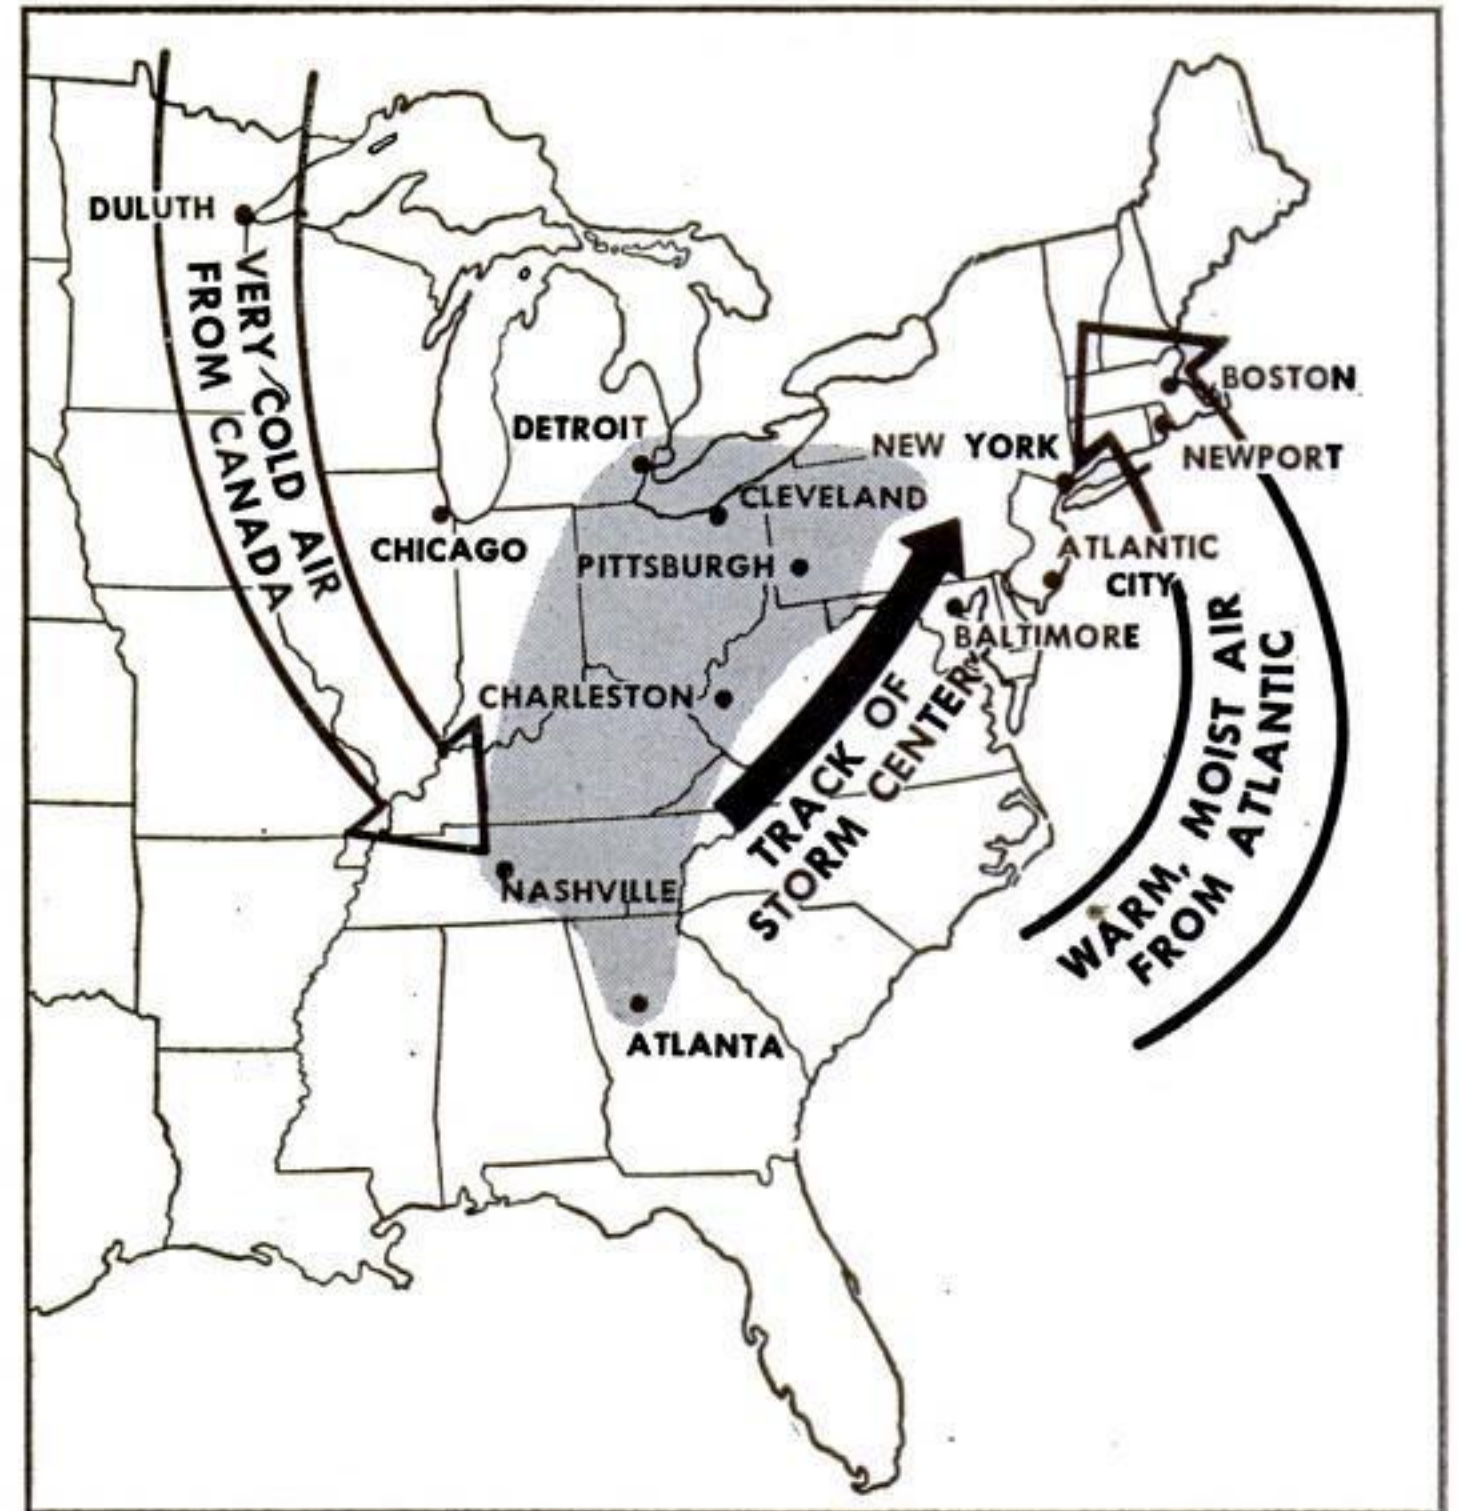 DULUTH
VERY COLD AIR
FROM CANADA
DETROIT
CHICAGO
CLEVELAND
PITTSBURGH
CHARLESTON
NASHVILLE
ATLANTA
NEW YORK
BOSTON
NEWPORT
ATLANTIC
CITY
BALTIMORE
TRACK OF
STORM CENTER
WARM, MOIST AIR
FROM ATLANTIC